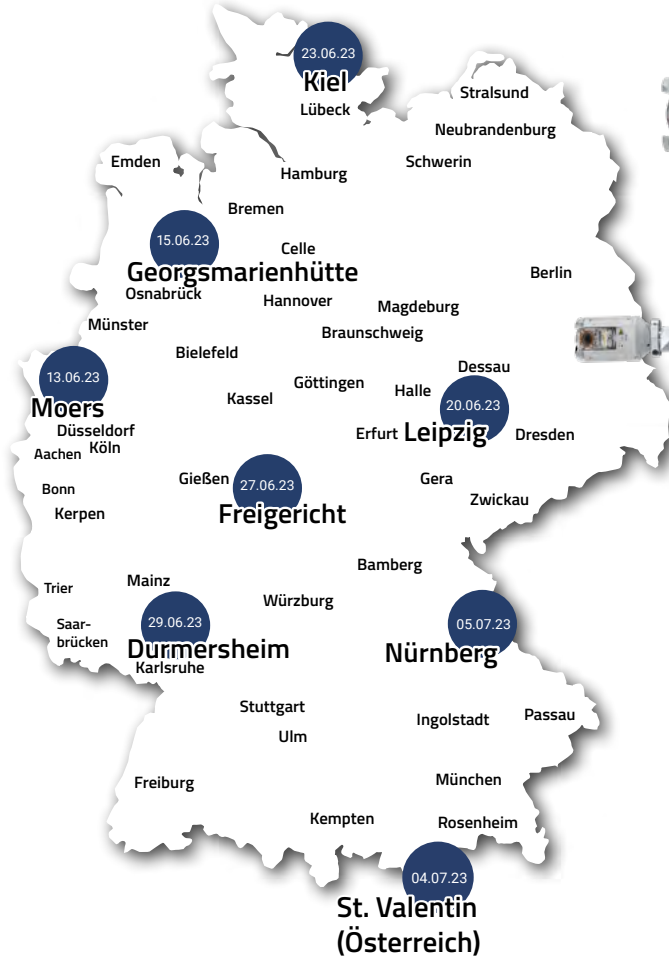 23.06.23
Kiel
Lübeck
Stralsund
Neubrandenburg
Emden
Schwerin
Hamburg
Bremen
15.06.23
Celle
Georgsmarienhütte
Berlin
Osnabrück
Hannover
Magdeburg
Münster
Braunschweig
Bielefeld
Dessau
13.06.23
Göttingen
Halle
Kassel
20.06.23
Moers
Düsseldorf
Erfurt
Leipzig
Dresden
Köln
Aachen
Gießen
27.06.23
Gera
Bonn
Zwickau
Kerpen
Freigericht
Bamberg
Mainz
Trier
Würzburg
29.06.23
05.07.23
Saar-
brücken
Durmersheim
Nürnberg
Karlsruhe
Stuttgart
Passau
Ingolstadt
Ulm
Freiburg
München
Kempten
Rosenheim
04.07.23
St. Valentin
(Österreich)